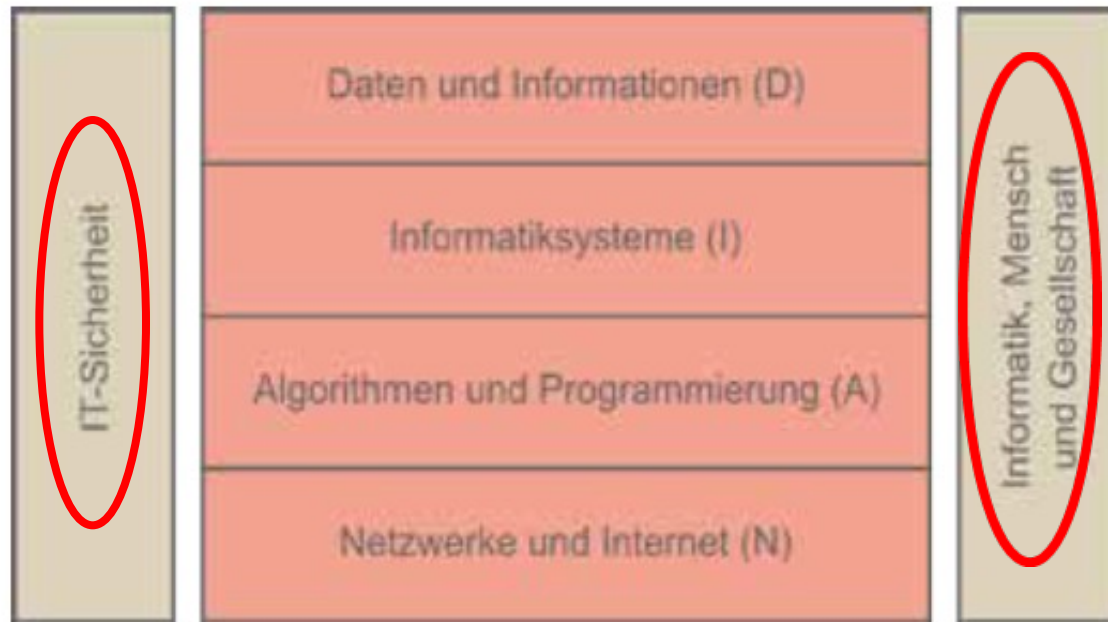 IT-Sicherheit
Daten und Informationen (D)
Informatiksysteme (I)
Algorithmen und Programmierung (A)
Netzwerke und Internet (N)
Informatik, Mensch
und Gesellschaft